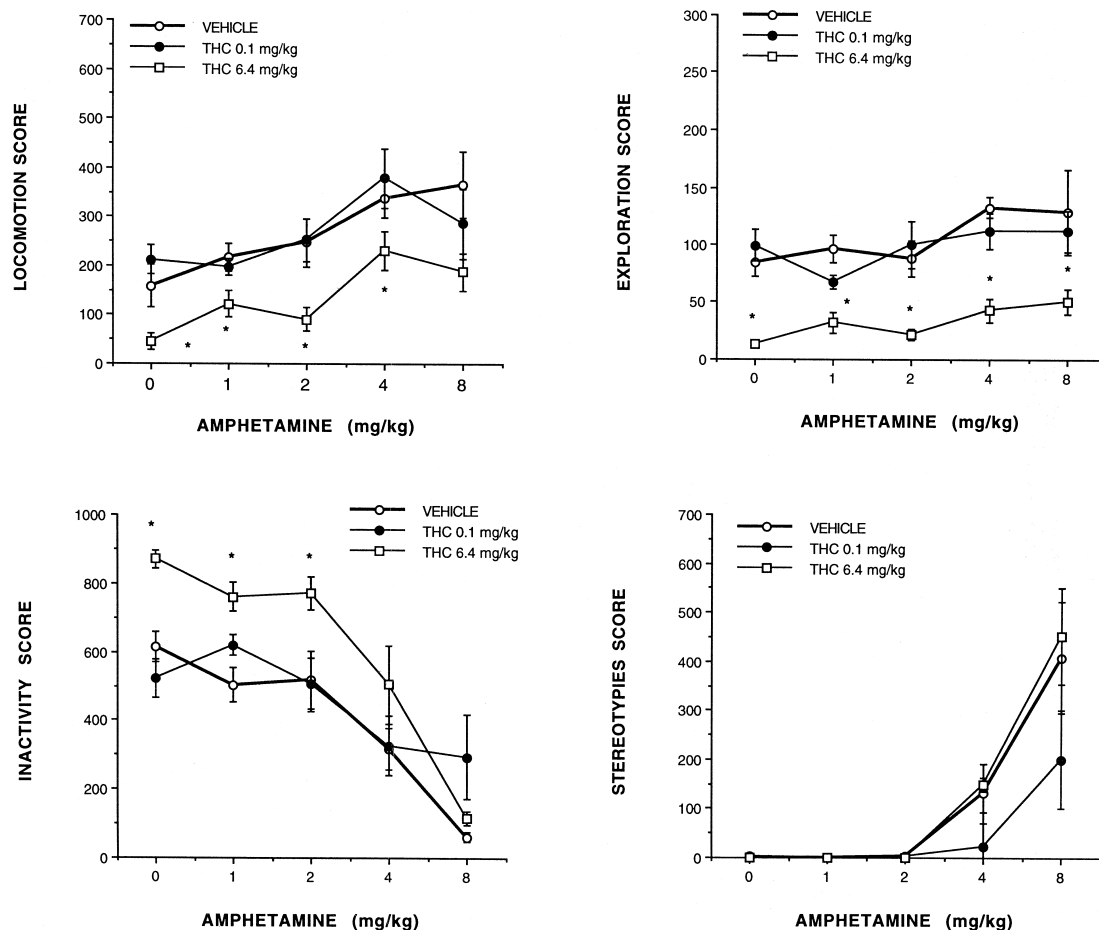 LOCOMOTION SCORE
700
600
500
400
300
200
100
0
VEHICLE
THC 0.1 mg/kg
THC 6.4 mg/kg
*
*
*
*
0 1 2 4 8
AMPHETAMINE (mg/kg)
EXPLORATION SCORE
300
250
200
150
100
50
0
VEHICLE
THC 0.1 mg/kg
THC 6.4 mg/kg
*
*
*
*
*
0 1 2 4 8
AMPHETAMINE (mg/kg)
INACTIVITY SCORE
1000
800
600
400
200
0
VEHICLE
THC 0.1 mg/kg
THC 6.4 mg/kg
*
*
*
0 1 2 4 8
AMPHETAMINE (mg/kg)
STEREOTYPIES SCORE
700
600
500
400
300
200
100
0
VEHICLE
THC 0.1 mg/kg
THC 6.4 mg/kg
0 1 2 4 8
AMPHETAMINE (mg/kg)